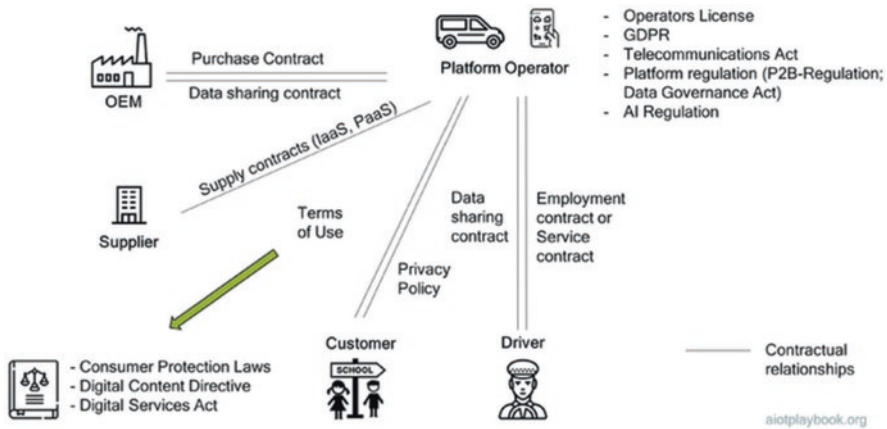 Purchase Contract
Data sharing contract
OEM
Platform Operator
- Operators License
- GDPR
- Telecommunications Act
- Platform regulation (P2B-Regulation;
Data Governance Act)
- AI Regulation
Supply contracts (IaaS, PaaS)
Supplier
Terms
of Use
Data
sharing
contract
Employment
contract or
Service
contract
Privacy
Policy
Customer
SCHOOL
Driver
- Consumer Protection Laws
- Digital Content Directive
- Digital Services Act
Contractual
relationships
aiotplaybook.org